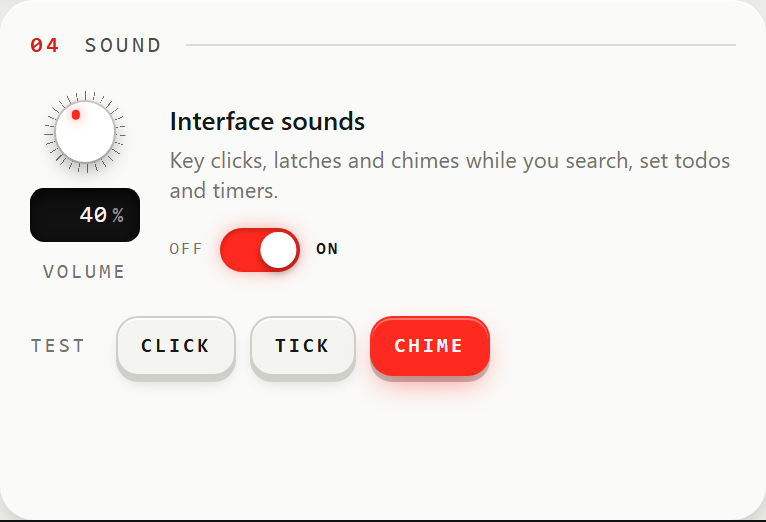 04 SOUND
Interface sounds
Key clicks, latches and chimes while you search, set todos
and timers.
40 %
OFF ON
VOLUME
TEST CLICK TICK CHIME